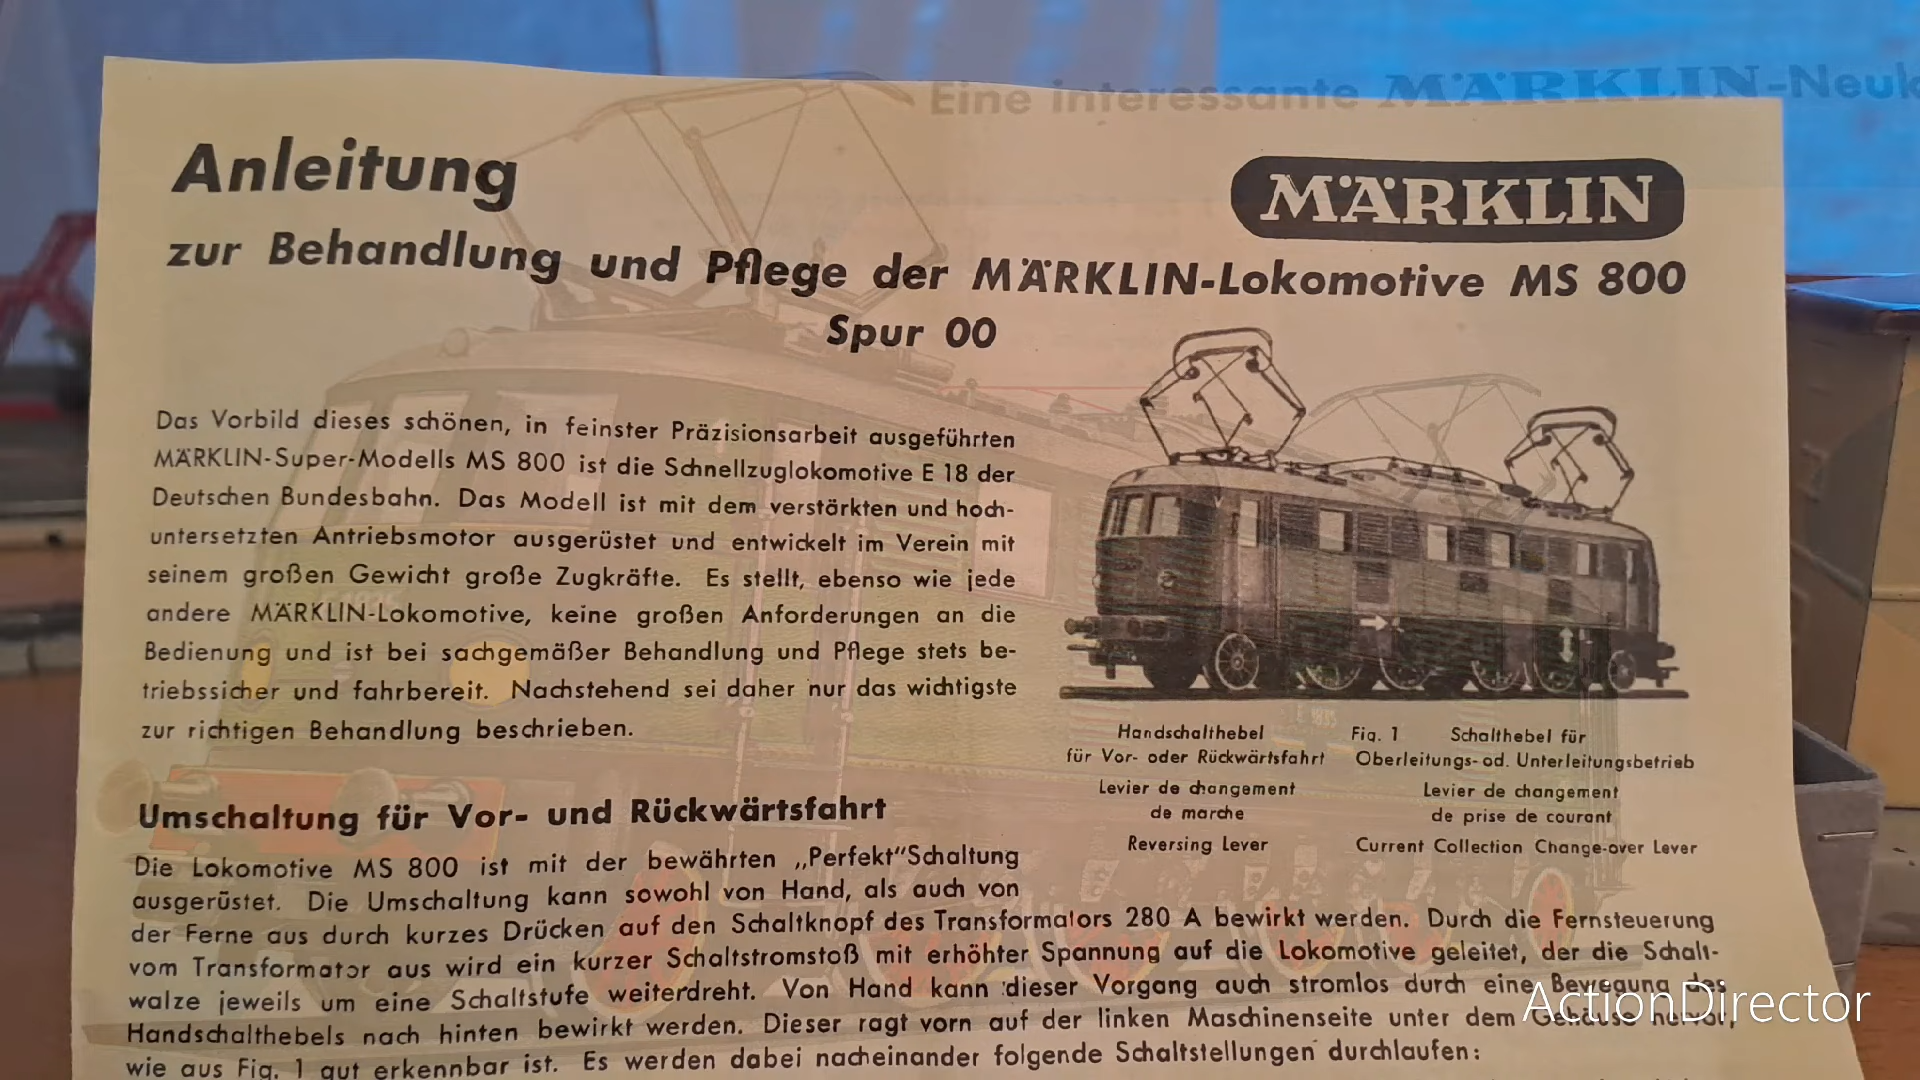 Eine interessante MÄRKLIN-Neuk
Anleitung
MÄRKLIN
zur Behandlung und Pflege der MÄRKLIN-Lokomotive MS 800
Spur 00
Das Vorbild dieses schönen, in feinster Präzisionsarbeit ausgeführten
MÄRKLIN-Super-Modells MS 800 ist die Schnellzuglokomotive E 18 der
Deutschen Bundesbahn. Das Modell ist mit dem verstärkten und hoch-
untersetzten Antriebsmotor ausgerüstet und entwickelt im Verein mit
seinem großen Gewicht große Zugkräfte. Es stellt, ebenso wie jede
andere MÄRKLIN-Lokomotive, keine großen Anforderungen an die
Bedienung und ist bei sachgemäßer Behandlung und Pflege stets be-
triebssicher und fahrbereit. Nachstehend sei daher nur das wichtigste
zur richtigen Behandlung beschrieben.
Handschalthebel
für Vor- oder Rückwärtsfahrt
Levier de changement
de marche
Reversing Lever
Fig. 1
Schalthebel für
Oberleitungs- od. Unterleitungsbetrieb
Levier de changement
de prise de courant
Current Collection Change-over Lever
Umschaltung für Vor- und Rückwärtsfahrt
Die Lokomotive MS 800 ist mit der bewährten „Perfekt“Schaltung
ausgerüstet. Die Umschaltung kann sowohl von Hand, als auch von
der Ferne aus durch kurzes Drücken auf den Schaltknopf des Transformators 280 A bewirkt werden. Durch die Fernsteuerung
vom Transformator aus wird ein kurzer Schaltstromstoß mit erhöhter Spannung auf die Lokomotive geleitet, der die Schalt-
walze jeweils um eine Schaltstufe weiterdreht. Von Hand kann dieser Vorgang auch stromlos durch eine Bewegung des
Handschalthebels nach hinten bewirkt werden. Dieser ragt vorn auf der linken Maschinenseite unter dem Gehäuse hervor,
wie aus Fig. 1 gut erkennbar ist. Es werden dabei nacheinander folgende Schaltstellungen durchlaufen:
ActionDirector